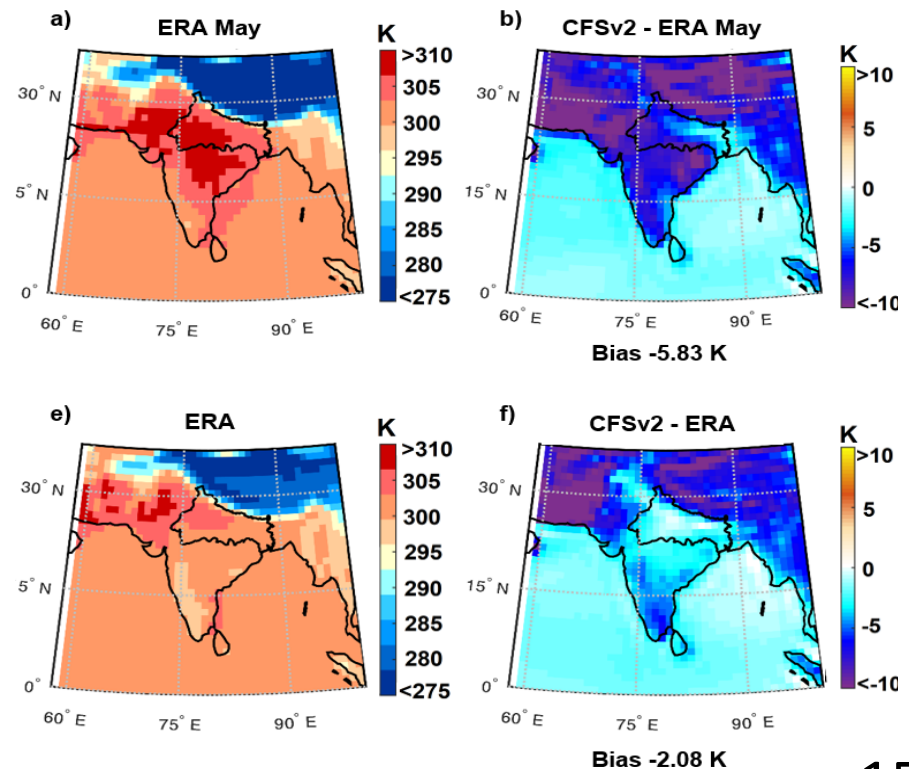 a) ERA May
K
>310
305
300
295
290
285
280
<275
30° N
5° N
0°
60° E
75° E
90° E
b) CFSv2 - ERA May
K
>10
5
0
-5
<-10
30° N
15° N
0°
60° E
75° E
90° E
Bias -5.83 K
e) ERA
K
>310
305
300
295
290
285
280
<275
30° N
5° N
0°
60° E
75° E
90° E
f) CFSv2 - ERA
K
>10
5
0
-5
<-10
30° N
15° N
0°
60° E
75° E
90° E
Bias -2.08 K